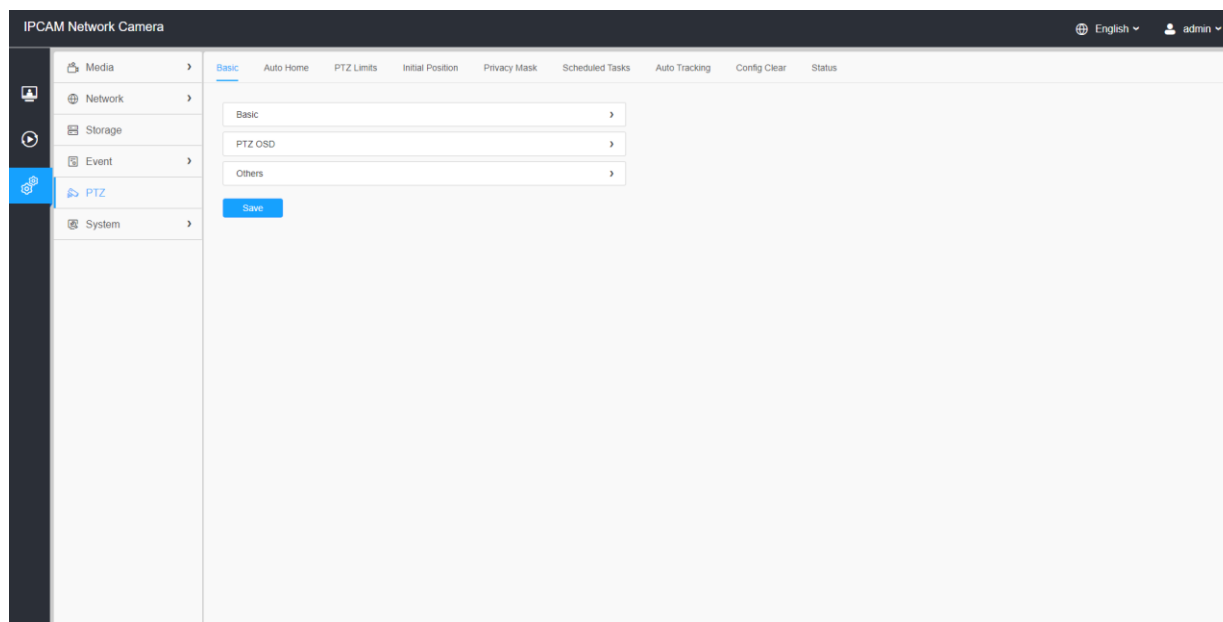 IPCAM Network Camera
English
admin
Media
Network
Storage
Event
PTZ
System
Basic Auto Home PTZ Limits Initial Position Privacy Mask Scheduled Tasks Auto Tracking Config Clear Status
Basic
PTZ OSD
Others
Save